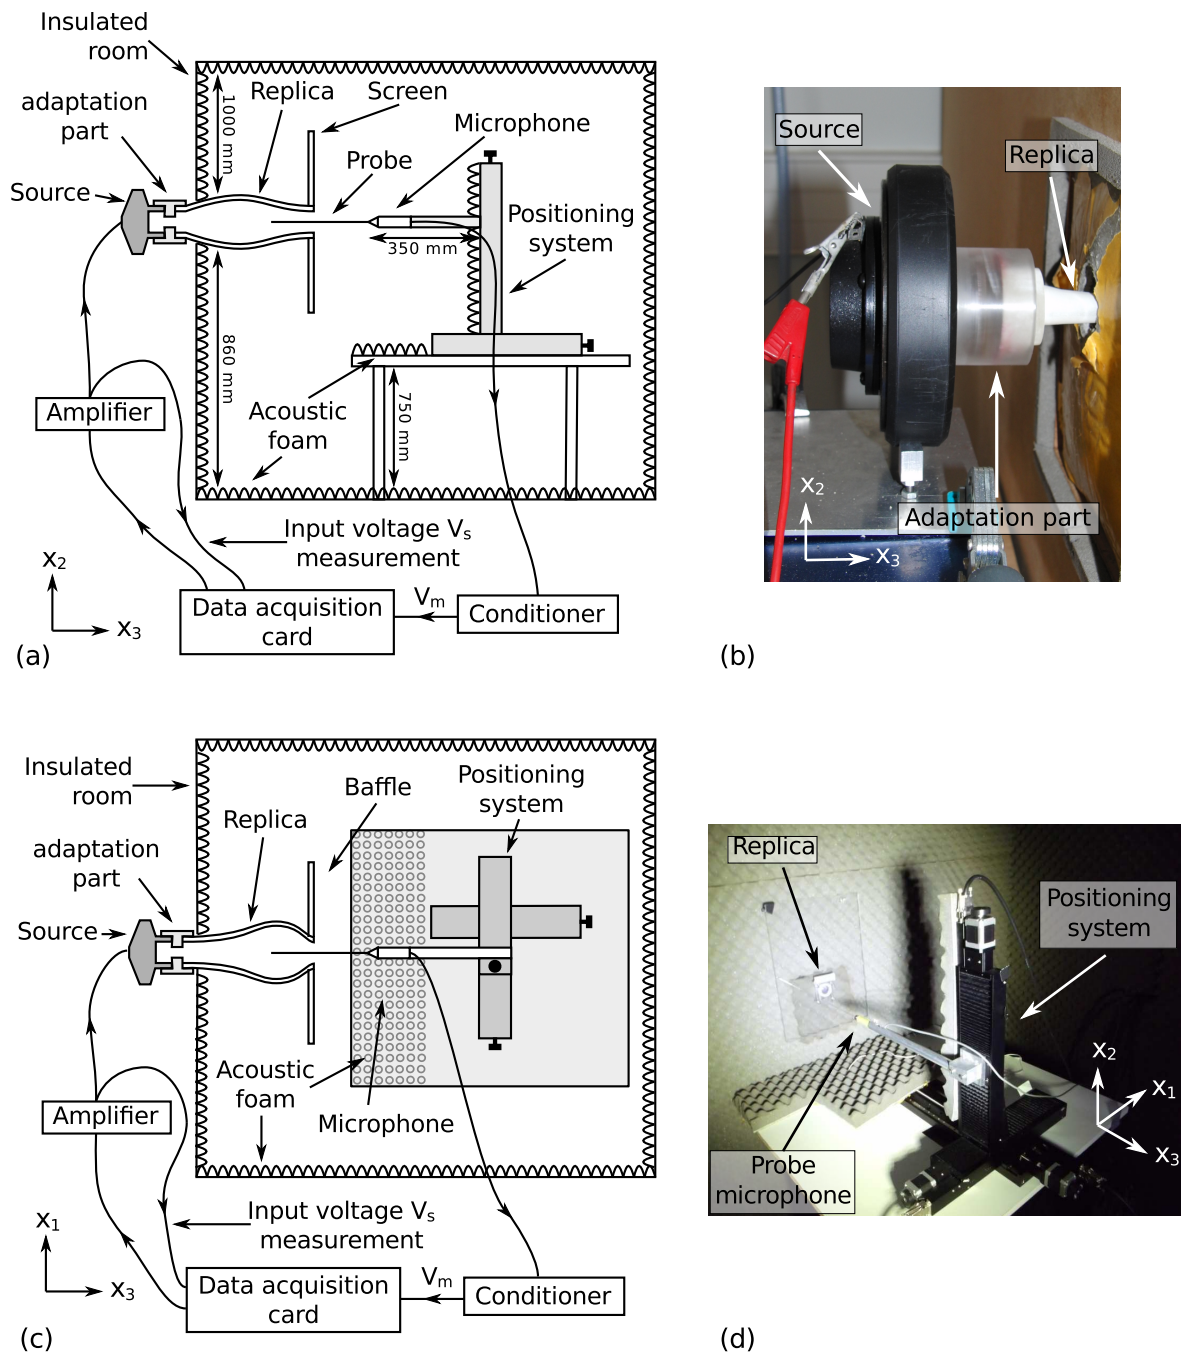 Insulated
room
adaptation
part
Source
Replica
Screen
Microphone
Probe
Positioning
system
1000 mm
350 mm
860 mm
750 mm
Acoustic
foam
Amplifier
Input voltage Vs
measurement
Data acquisition
card
Vm
Conditioner
x2
x3
(a)
Source
Replica
Adaptation part
x2
x3
(b)
Insulated
room
adaptation
part
Source
Replica
Baffle
Positioning
system
Acoustic
foam
Microphone
Amplifier
Input voltage Vs
measurement
Data acquisition
card
Vm
Conditioner
x1
x3
(c)
Replica
Positioning
system
Probe
microphone
x2
x1
x3
(d)